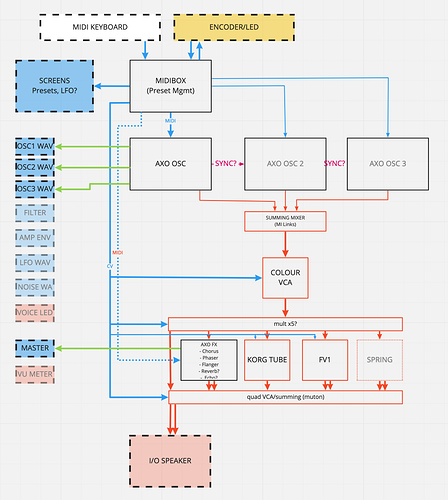 MIDI KEYBOARD
ENCODER/LED
SCREENS
Presets, LFO?
MIDIBOX
(Preset Mgmt)
MIDI
OSC1 WAV
OSC2 WAV
OSC3 WAV
FILTER
AMP ENV
LFO WAV
NOISE WA
VOICE LED
MASTER
VU METER
AXO OSC
SYNC?
AXO OSC 2
SYNC?
AXO OSC 3
SUMMING MIXER
(MI Links)
MIDI
CV
COLOUR
VCA
mult x5?
AXO FX
- Chorus
- Phaser
- Flanger
- Reverb?
- Echo?
KORG TUBE
FV1
SPRING
quad VCA/summing (muton)
I/O SPEAKER